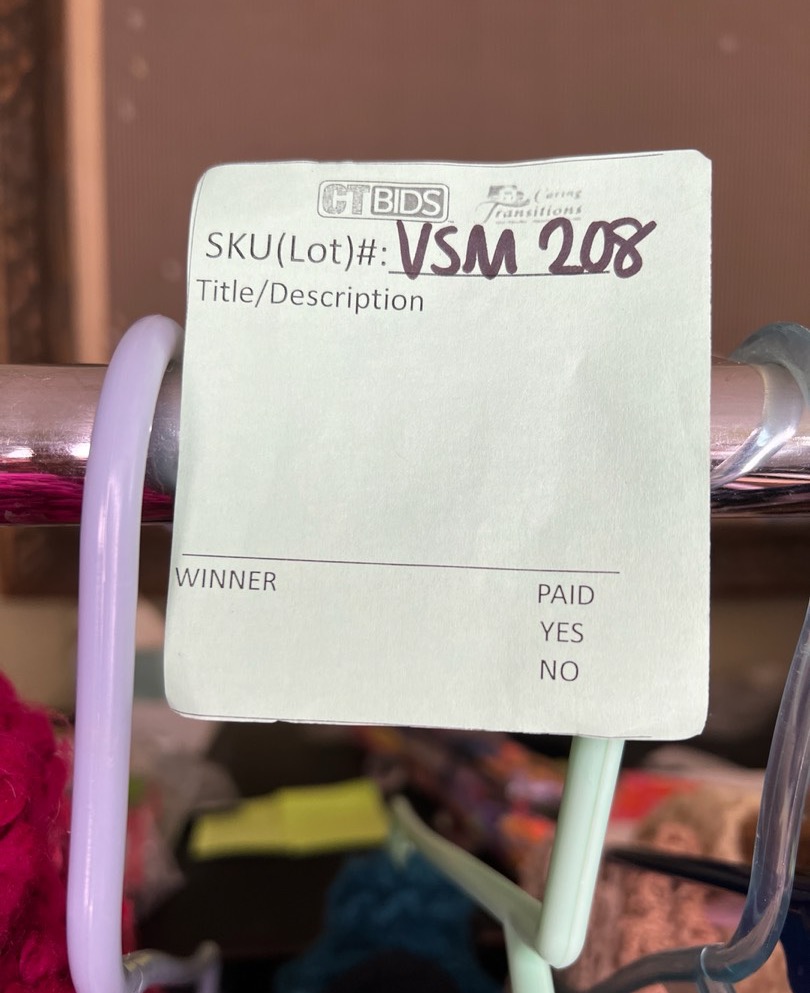 CTBIDS Caring
Transitions
SKU(Lot)#: VSM 208
Title/Description
WINNER PAID
YES
NO